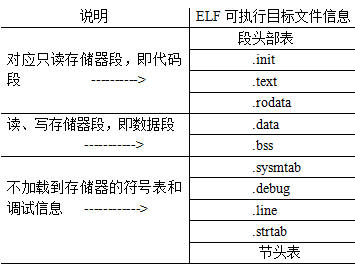 说明 ELF 可执行目标文件信息
段头部表
对应只读存储器段，即代码段 ---------->
.init
.text
.rodata
读、写存储器段，即数据段 ---------->
.data
.bss
不加载到存储器的符号表和调试信息 ----------->
.sysmtab
.debug
.line
.strtab
节头表